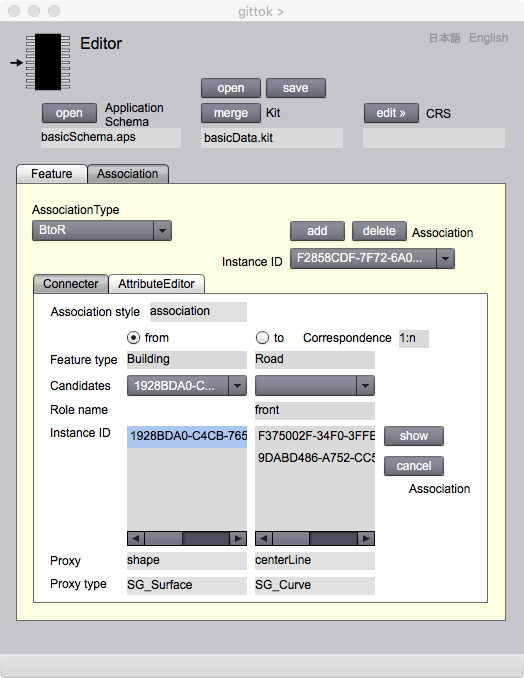 gittok >
Editor
日本語 English
open save
open Application Schema merge Kit edit » CRS
basicSchema.aps basicData.kit
Feature Association
AssociationType
BtoR add delete Association
Instance ID F2858CDF-7F72-6A0...
Connecter AttributeEditor
Association style association
from to Correspondence 1:n
Feature type Building Road
Candidates 1928BDA0-C...
Role name front
Instance ID 1928BDA0-C4CB-765 F375002F-34F0-3FFE show
9DABD486-A752-CC5 cancel
Association
Proxy shape centerLine
Proxy type SG_Surface SG_Curve